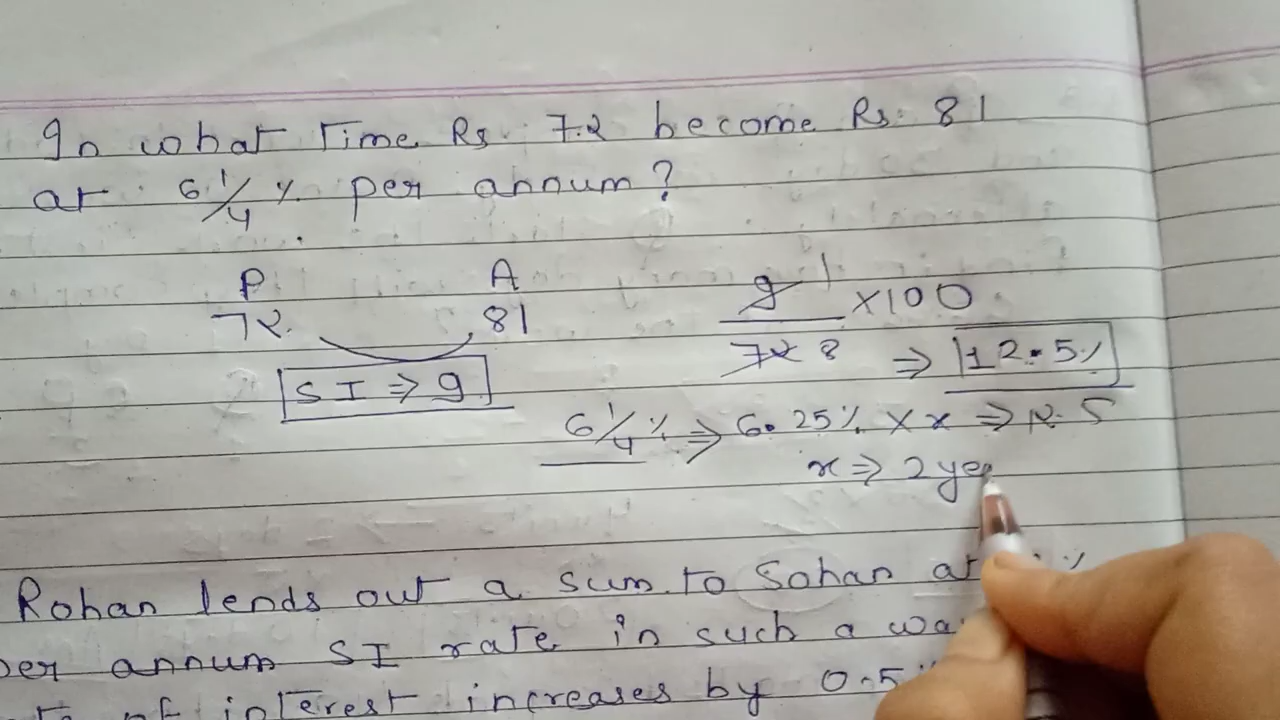 In what Time Rs. 72 become Rs. 81
at 6 1/4 % per annum?
P A
72 81
SI ⇒ 9
9 1 ×100
72 8 ⇒ 12.5%
6 1/4 % ⇒ 6.25% × x ⇒ 12.5
x ⇒ 2 yea
Rohan lends out a sum to Sohan at %
per annum SI rate in such a wa
of interest increases by 0.5 %